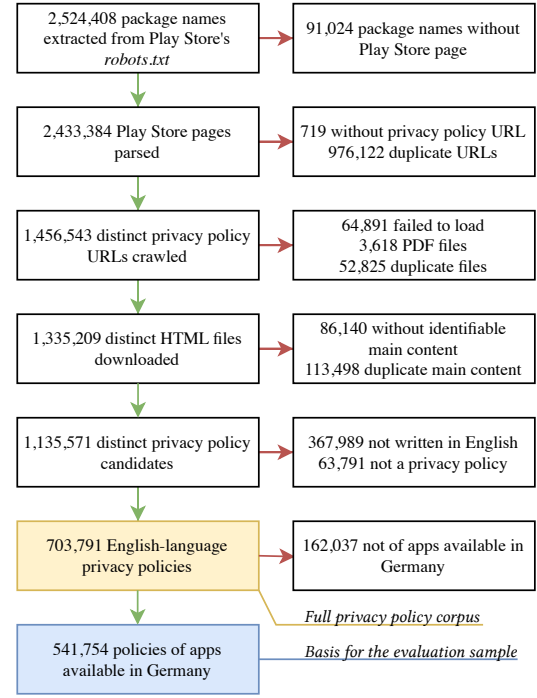 2,524,408 package names
extracted from Play Store's
robots.txt
91,024 package names without
Play Store page
2,433,384 Play Store pages
parsed
719 without privacy policy URL
976,122 duplicate URLs
1,456,543 distinct privacy policy
URLs crawled
64,891 failed to load
3,618 PDF files
52,825 duplicate files
1,335,209 distinct HTML files
downloaded
86,140 without identifiable
main content
113,498 duplicate main content
1,135,571 distinct privacy policy
candidates
367,989 not written in English
63,791 not a privacy policy
703,791 English-language
privacy policies
162,037 not of apps available in
Germany
Full privacy policy corpus
541,754 policies of apps
available in Germany
Basis for the evaluation sample